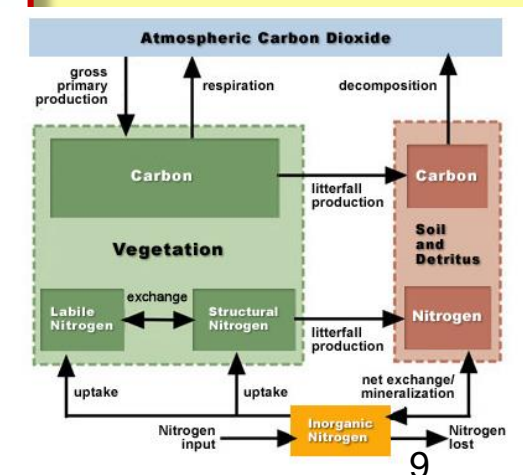 Atmospheric Carbon Dioxide
gross
primary
production
respiration
decomposition
Carbon
litterfall
production
Carbon
Vegetation
Soil
and
Detritus
Labile
Nitrogen
exchange
Structural
Nitrogen
litterfall
production
Nitrogen
uptake
uptake
net exchange/
mineralization
Nitrogen
input
Inorganic
Nitrogen
Nitrogen
lost
9